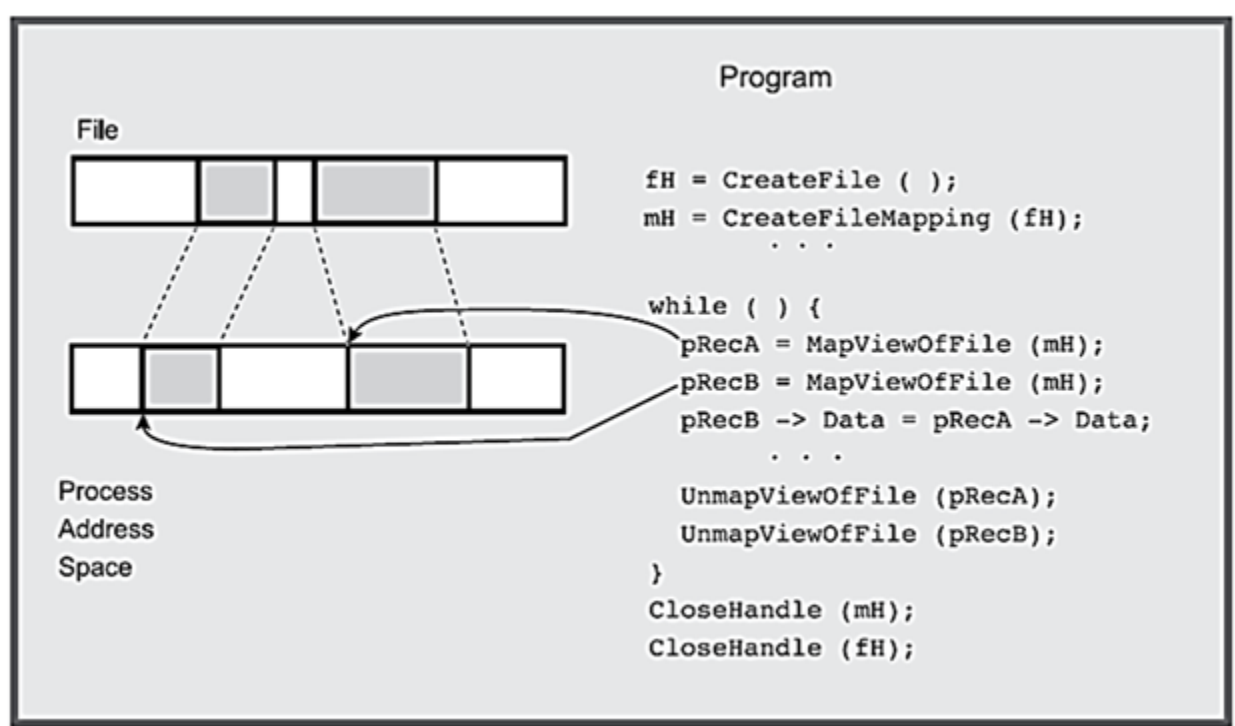 Program
File
fH = CreateFile ( );
mH = CreateFileMapping (fH);
. . .
while ( ) {
pRecA = MapViewOfFile (mH);
pRecB = MapViewOfFile (mH);
pRecB -> Data = pRecA -> Data;
. . .
UnmapViewOfFile (pRecA);
UnmapViewOfFile (pRecB);
}
CloseHandle (mH);
CloseHandle (fH);
Process
Address
Space